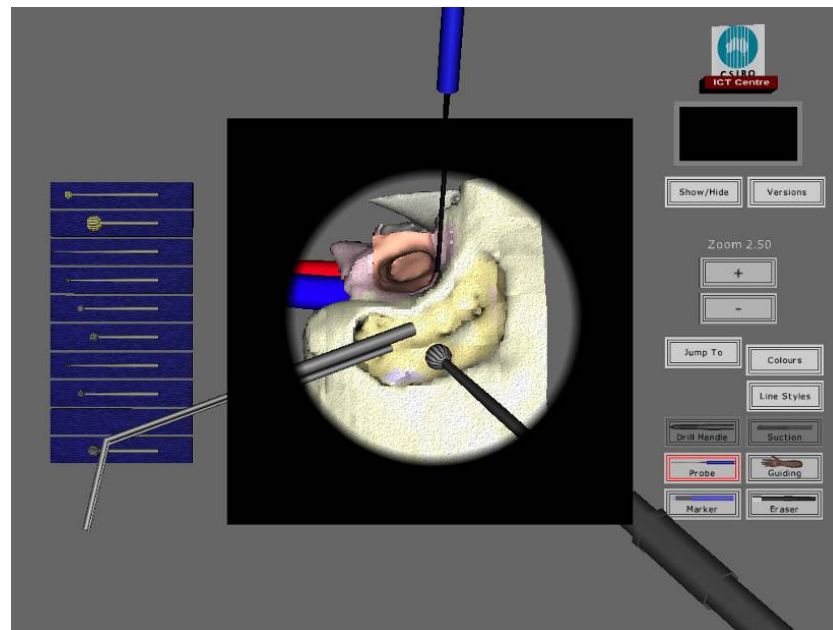 CSIRO
ICT Centre
Show/Hide
Versions
Zoom 2.50
+
-
Jump To
Colours
Line Styles
Drill Handle
Suction
Probe
Guiding
Marker
Eraser